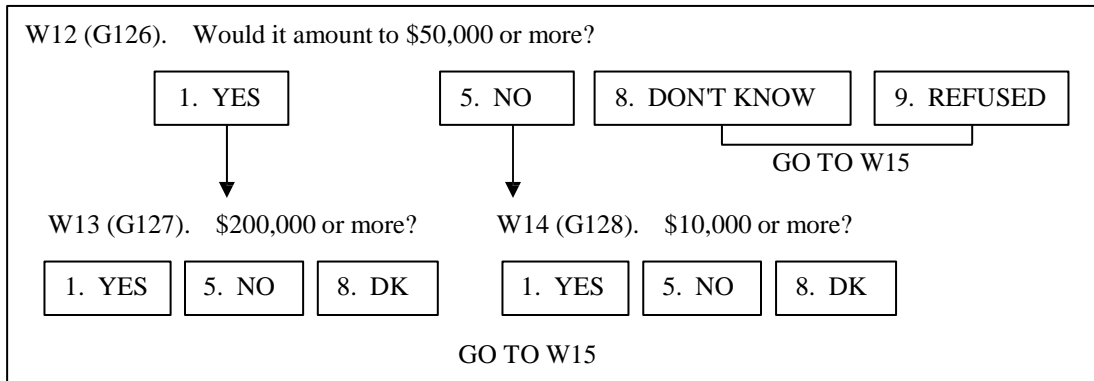 W12 (G126). Would it amount to $50,000 or more?
1. YES 5. NO 8. DON'T KNOW 9. REFUSED
GO TO W15
W13 (G127). $200,000 or more? W14 (G128). $10,000 or more?
1. YES 5. NO 8. DK 1. YES 5. NO 8. DK
GO TO W15